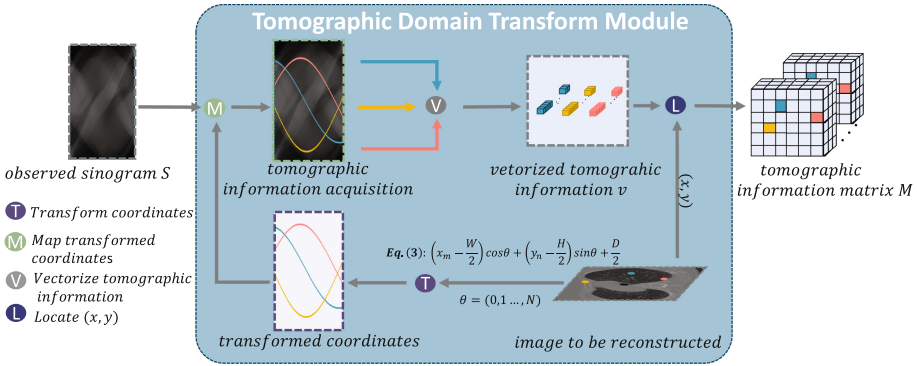 Tomographic Domain Transform Module
M
V
L
observed sinogram S
tomographic
information acquisition
vetorized tomograhic
information v
tomographic
information matrix M
(x, y)
T Transform coordinates
M Map transformed
coordinates
V Vectorize tomographic
information
L Locate (x, y)
Eq. (3): (x_m − W/2) cosθ + (y_n − H/2) sinθ + D/2
T
θ = (0,1 …, N)
transformed coordinates
image to be reconstructed